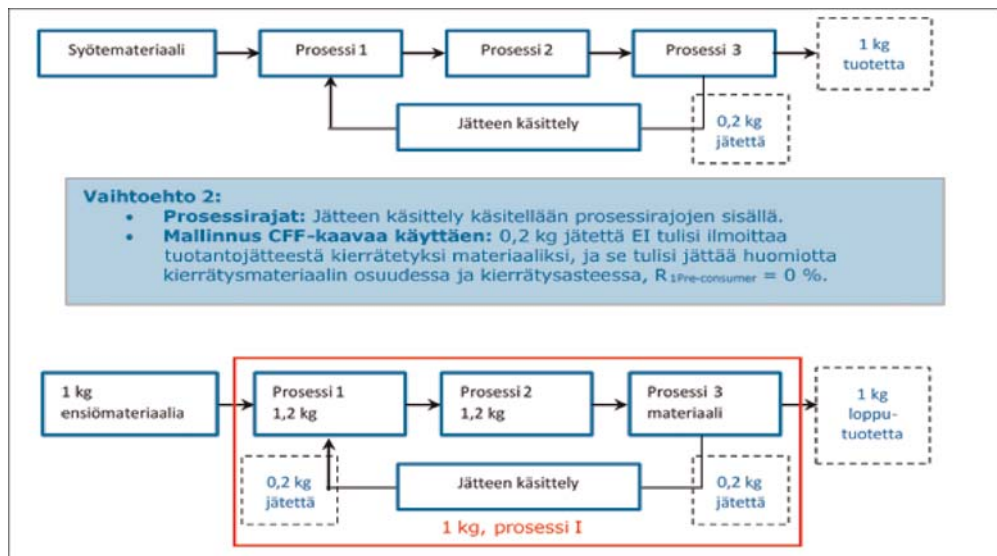 Syötemateriaali
Prosessi 1
Prosessi 2
Prosessi 3
1 kg
tuotetta
Jätteen käsittely
0,2 kg
jätettä
Vaihtoehto 2:
• Prosessirajat: Jätteen käsittely käsitellään prosessirajojen sisällä.
• Mallinnus CFF-kaavaa käyttäen: 0,2 kg jätettä EI tulisi ilmoittaa
tuotantojätteestä kierrätetyksi materiaaliksi, ja se tulisi jättää huomiotta
kierrätysmateriaalin osuudessa ja kierrätysasteessa, R1Pre-consumer = 0 %.
1 kg
ensiömateriaalia
Prosessi 1
1,2 kg
Prosessi 2
1,2 kg
Prosessi 3
materiaali
1 kg
loppu-
tuotetta
0,2 kg
jätettä
Jätteen käsittely
0,2 kg
jätettä
1 kg, prosessi I